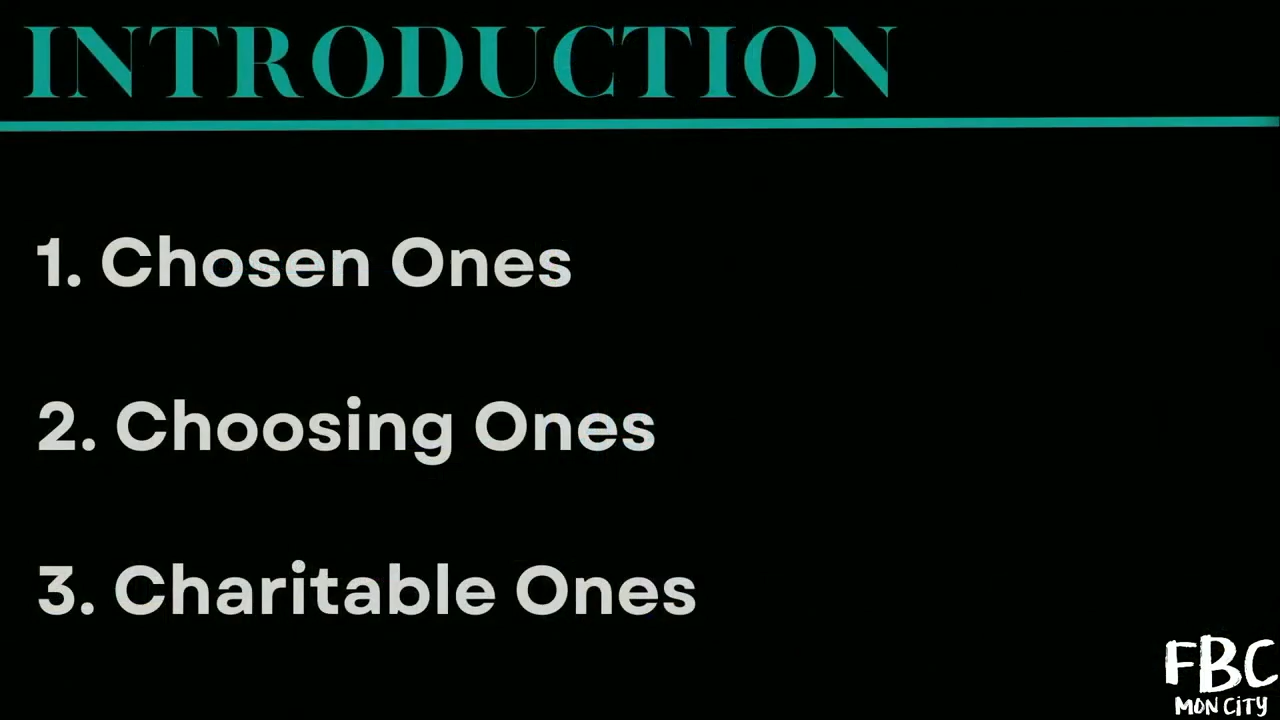 INTRODUCTION
1. Chosen Ones
2. Choosing Ones
3. Charitable Ones
FBC
MON CiTY